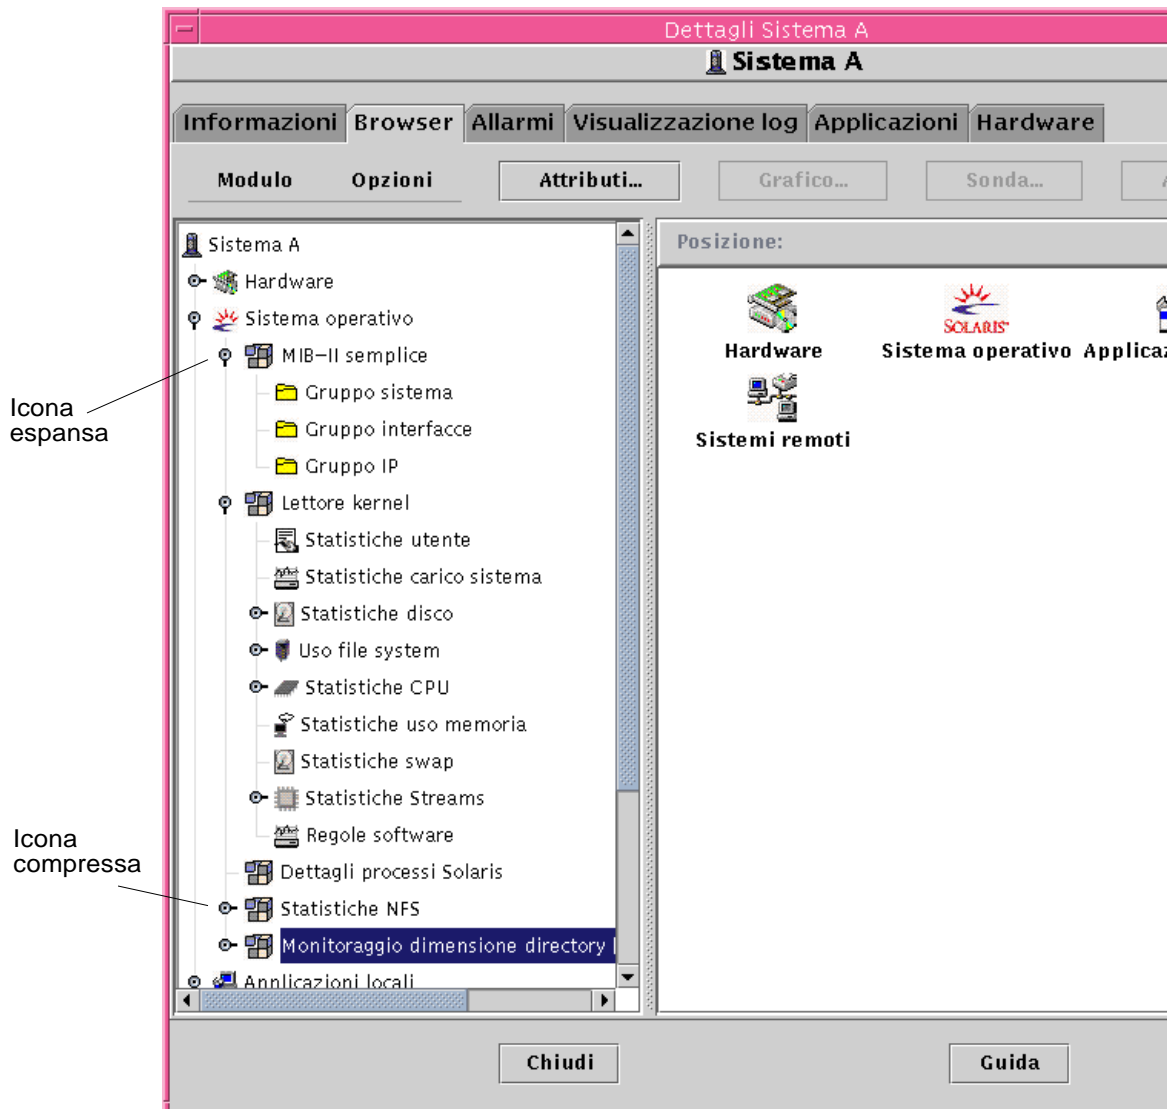 Dettagli Sistema A
Sistema A
Informazioni Browser Allarmi Visualizzazione log Applicazioni Hardware
Modulo Opzioni Attributi... Grafico... Sonda...
Sistema A
Hardware
Sistema operativo
MIB-II semplice
Gruppo sistema
Gruppo interfacce
Gruppo IP
Lettore kernel
Statistiche utente
Statistiche carico sistema
Statistiche disco
Uso file system
Statistiche CPU
Statistiche uso memoria
Statistiche swap
Statistiche Streams
Regole software
Dettagli processi Solaris
Statistiche NFS
Monitoraggio dimensione directory
Applicazioni locali
Icona
espansa
Icona
compressa
Posizione:
SOLARIS
Hardware Sistema operativo Applicaz
Sistemi remoti
Chiudi Guida